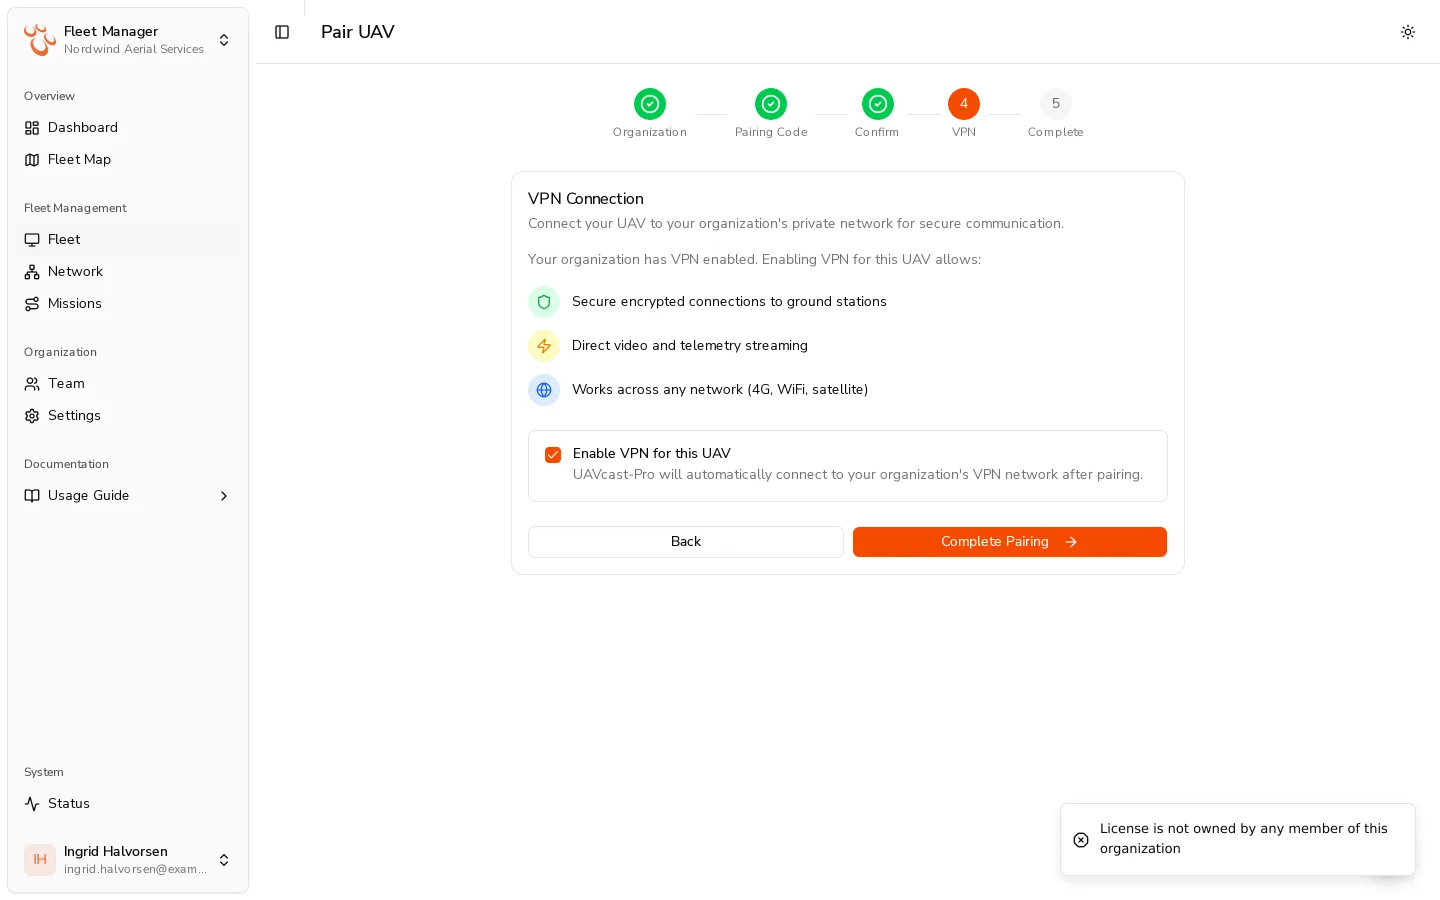 Fleet Manager
Nordwind Aerial Services
Overview
Dashboard
Fleet Map
Fleet Management
Fleet
Network
Missions
Organization
Team
Settings
Documentation
Usage Guide
System
Status
IH
Ingrid Halvorsen
ingrid.halvorsen@exam...
Pair UAV
Organization
Pairing Code
Confirm
4
VPN
5
Complete
VPN Connection
Connect your UAV to your organization's private network for secure communication.
Your organization has VPN enabled. Enabling VPN for this UAV allows:
Secure encrypted connections to ground stations
Direct video and telemetry streaming
Works across any network (4G, WiFi, satellite)
Enable VPN for this UAV
UAVcast-Pro will automatically connect to your organization's VPN network after pairing.
Back
Complete Pairing
License is not owned by any member of this
organization